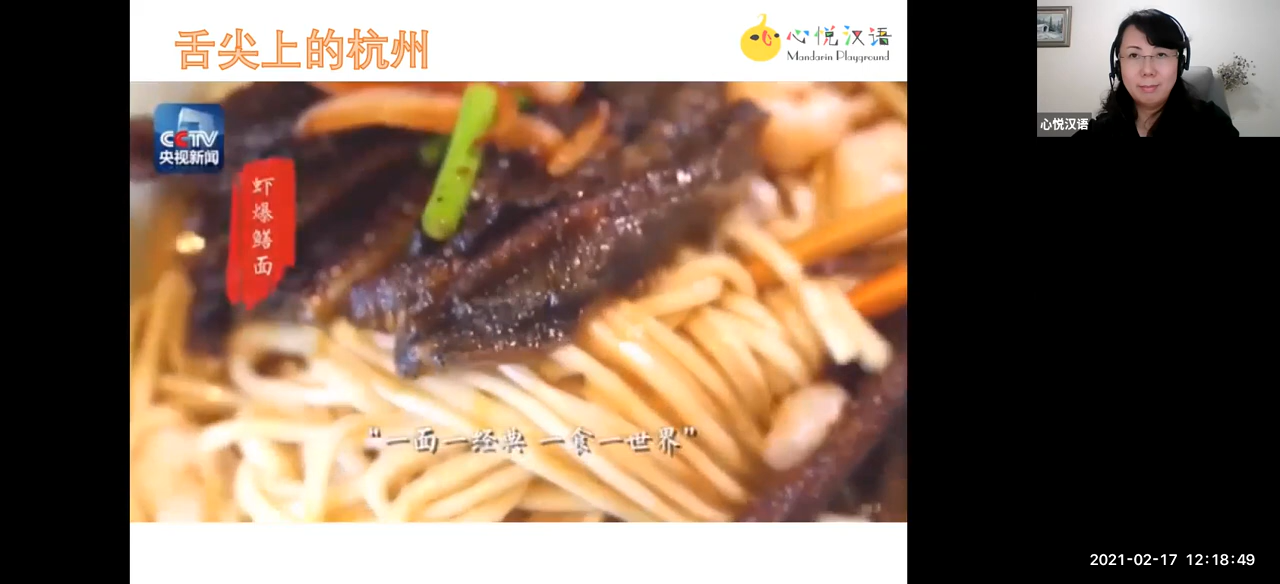 舌尖上的杭州
心悦汉语
Mandarin Playground
CCTV
央视新闻
虾爆鳝面
“一面一经典 一食一世界”
心悦汉语
2021-02-17 12:18:49